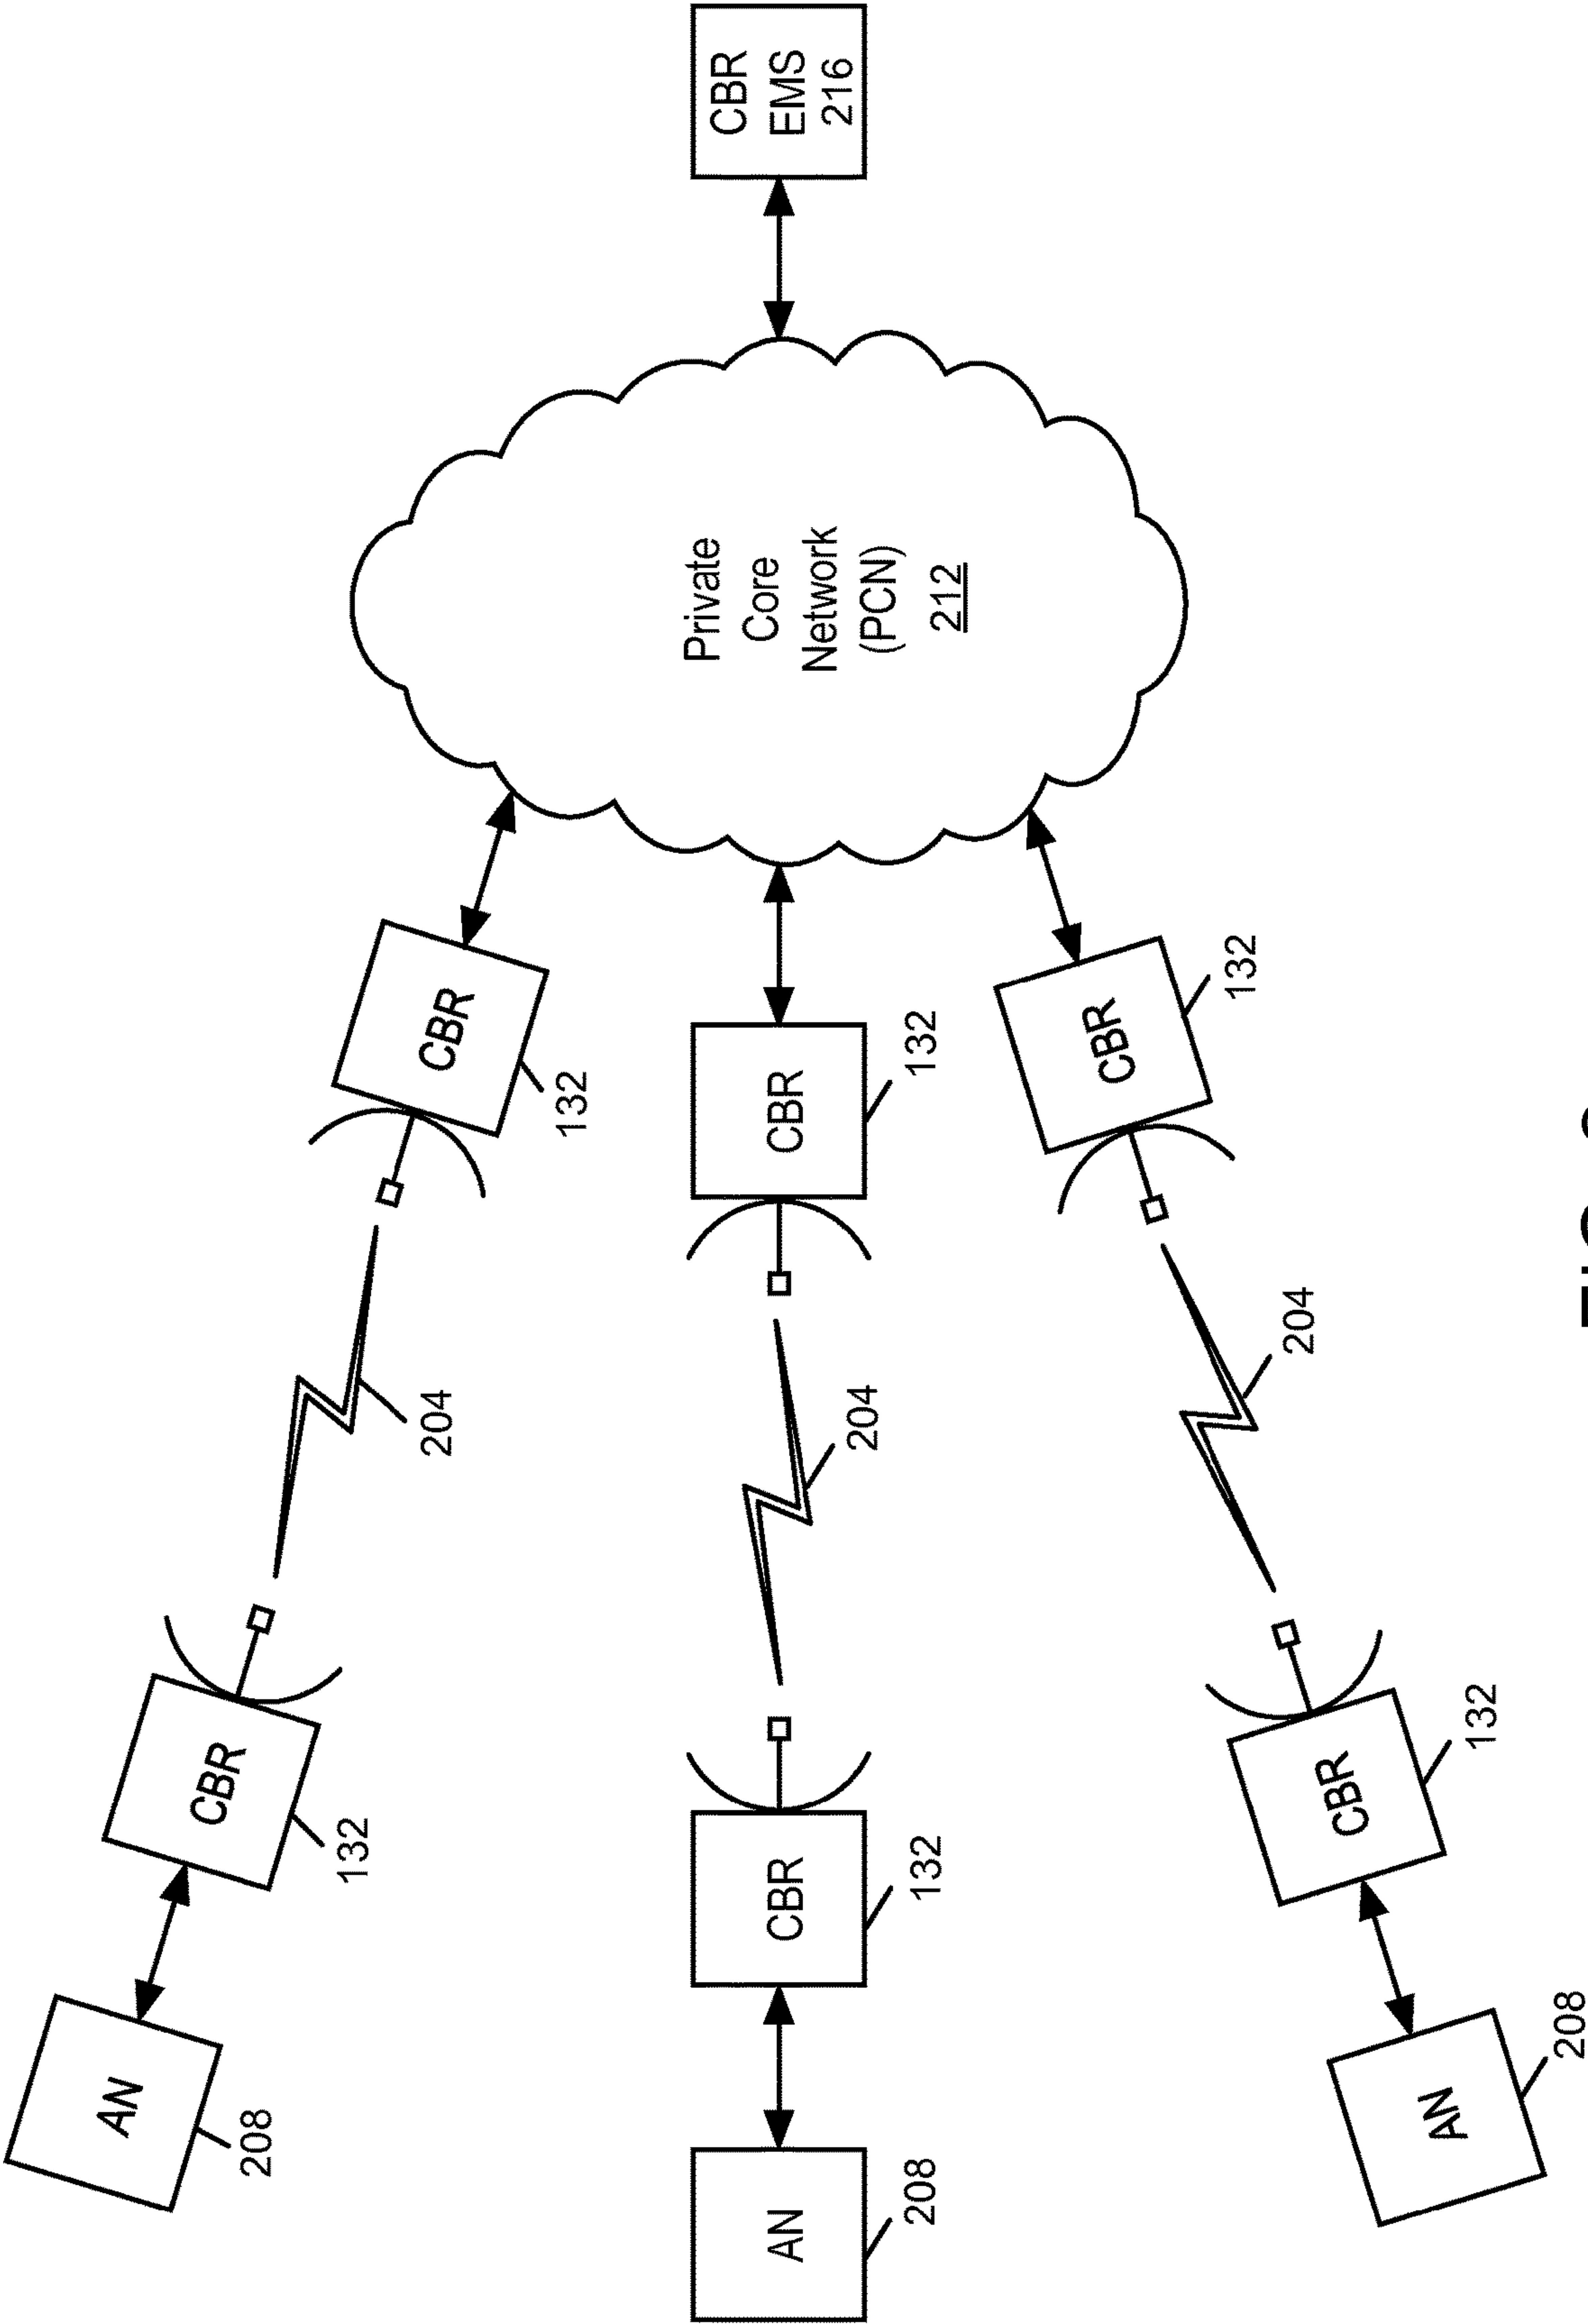 AN
208
CBR
132
204
CBR
132
AN
208
CBR
132
204
CBR
132
Private
Core
Network
(PCN)
212
CBR
EMS
216
AN
208
CBR
132
204
CBR
132